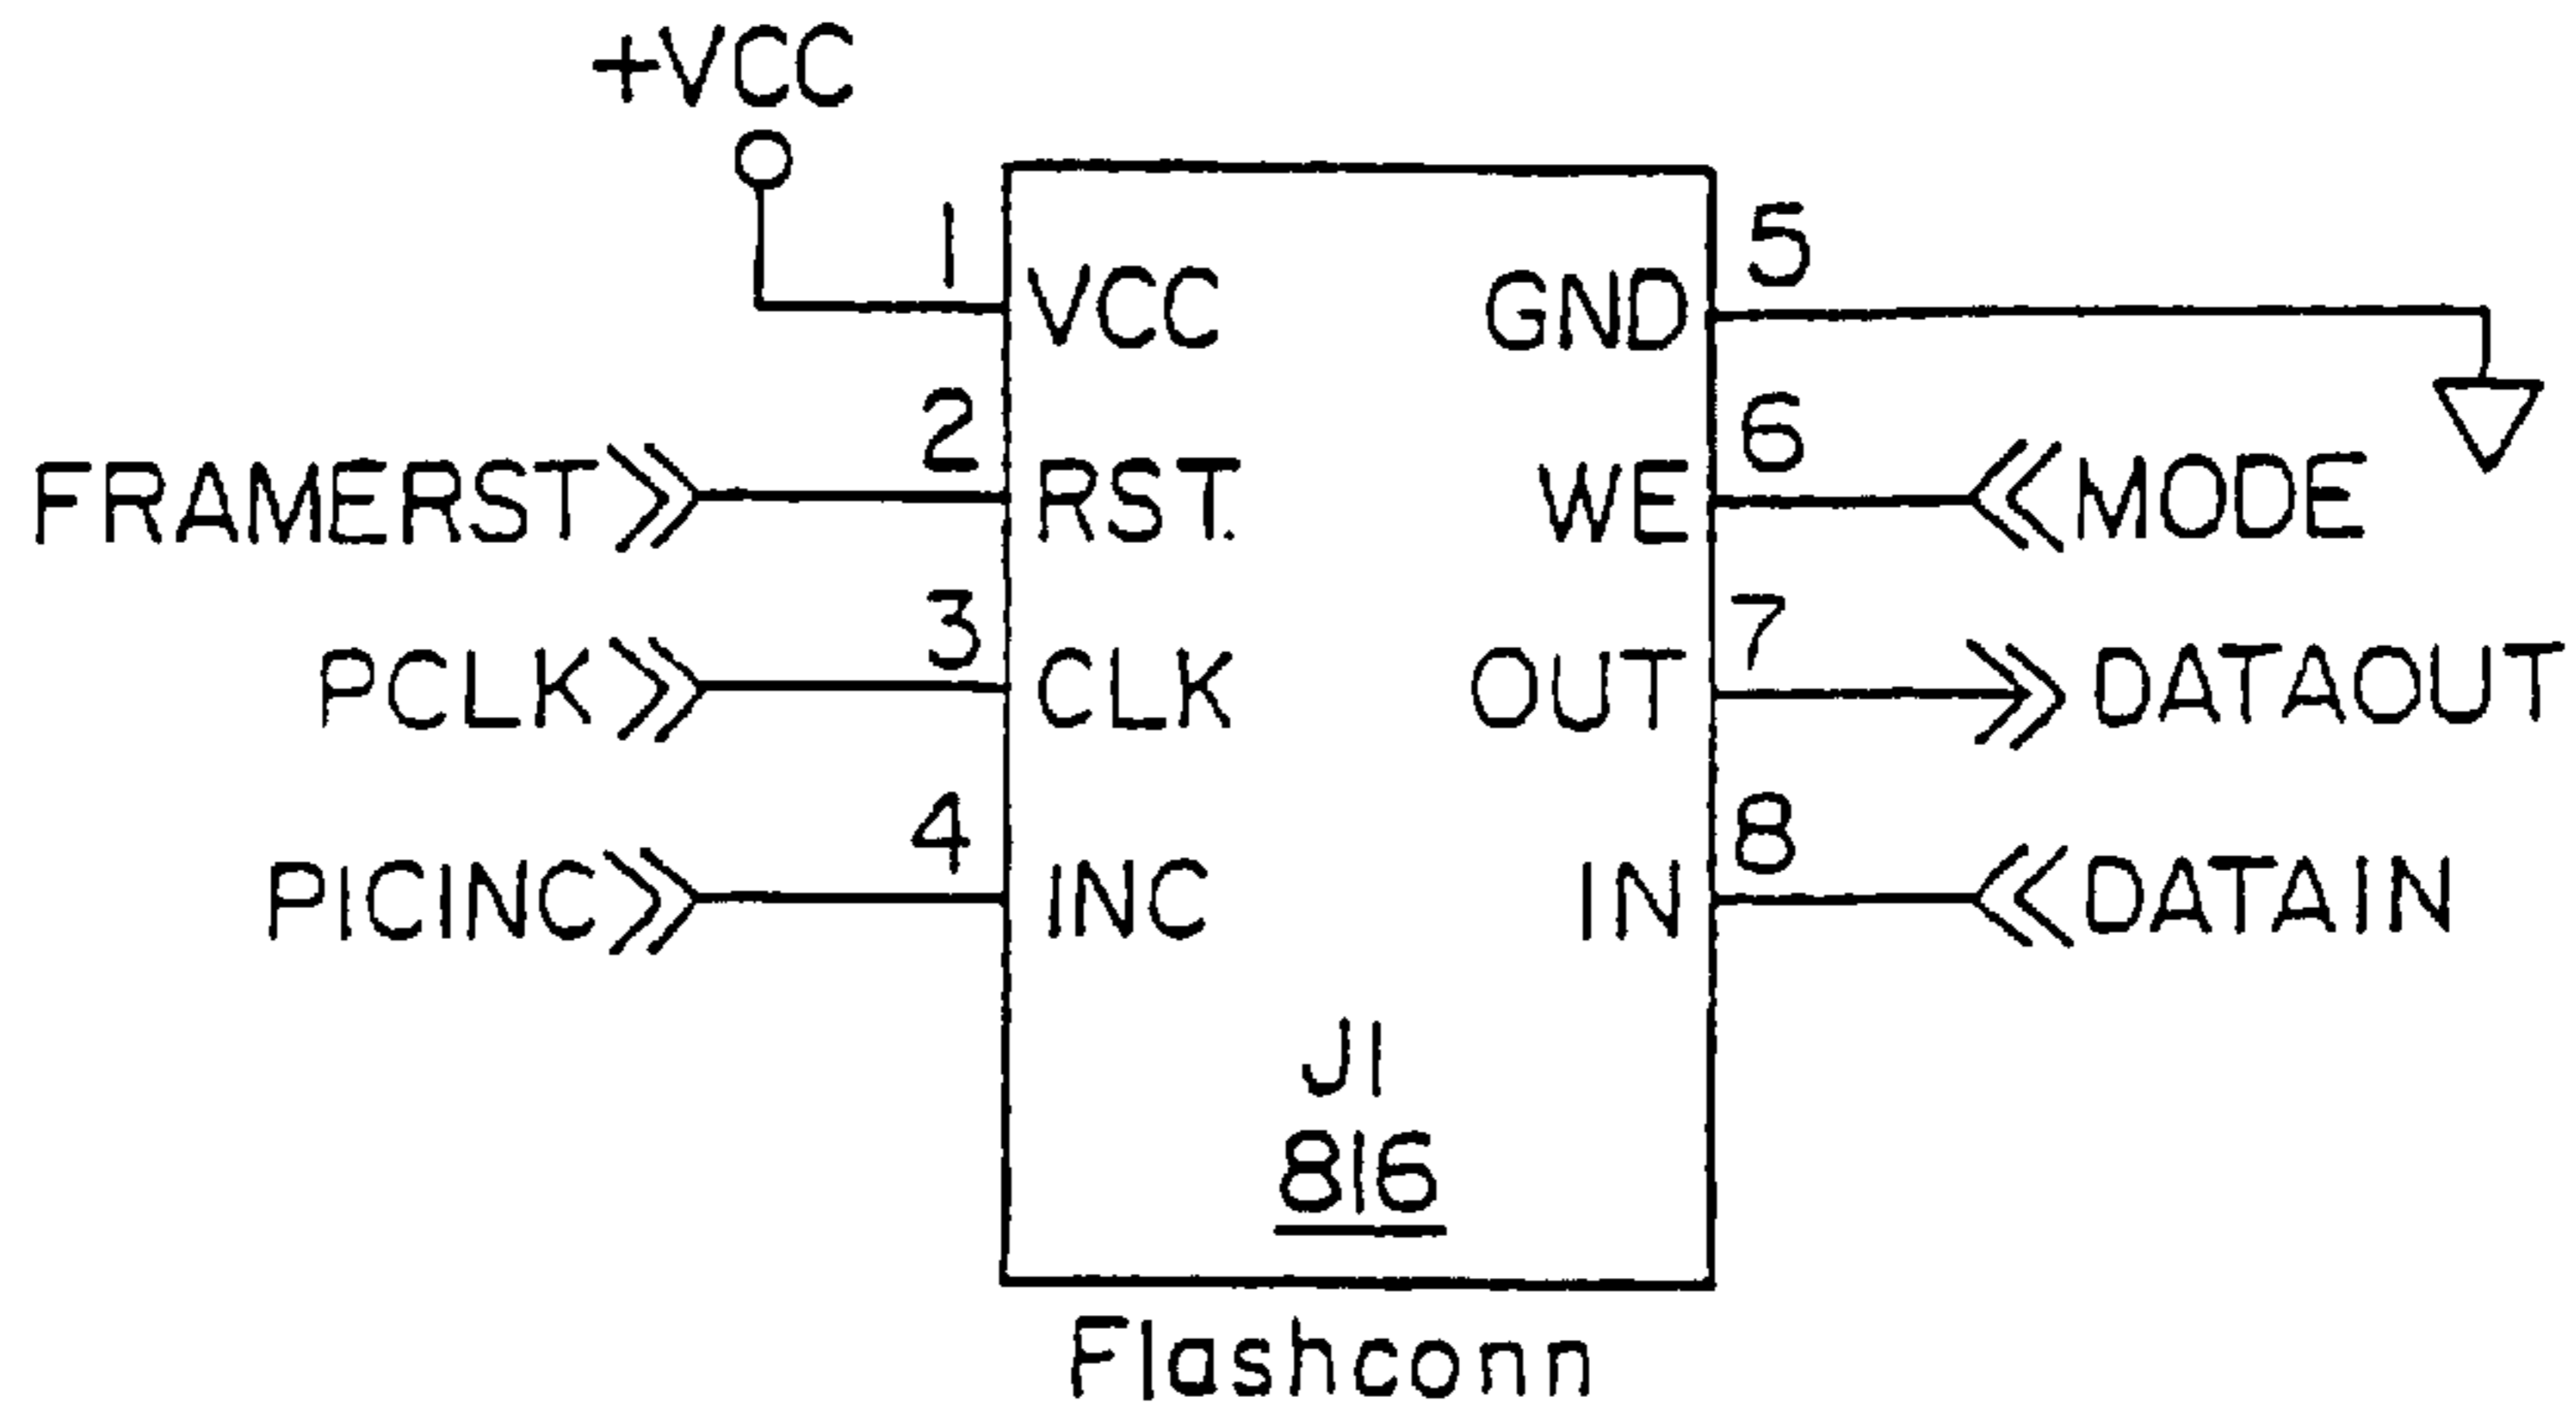 +VCC
1 5
VCC GND
2 6
FRAMERST RST. WE MODE
3 7
PCLK CLK OUT DATAOUT
4 8
PICINC INC IN DATAIN
J1
816
Flashconn